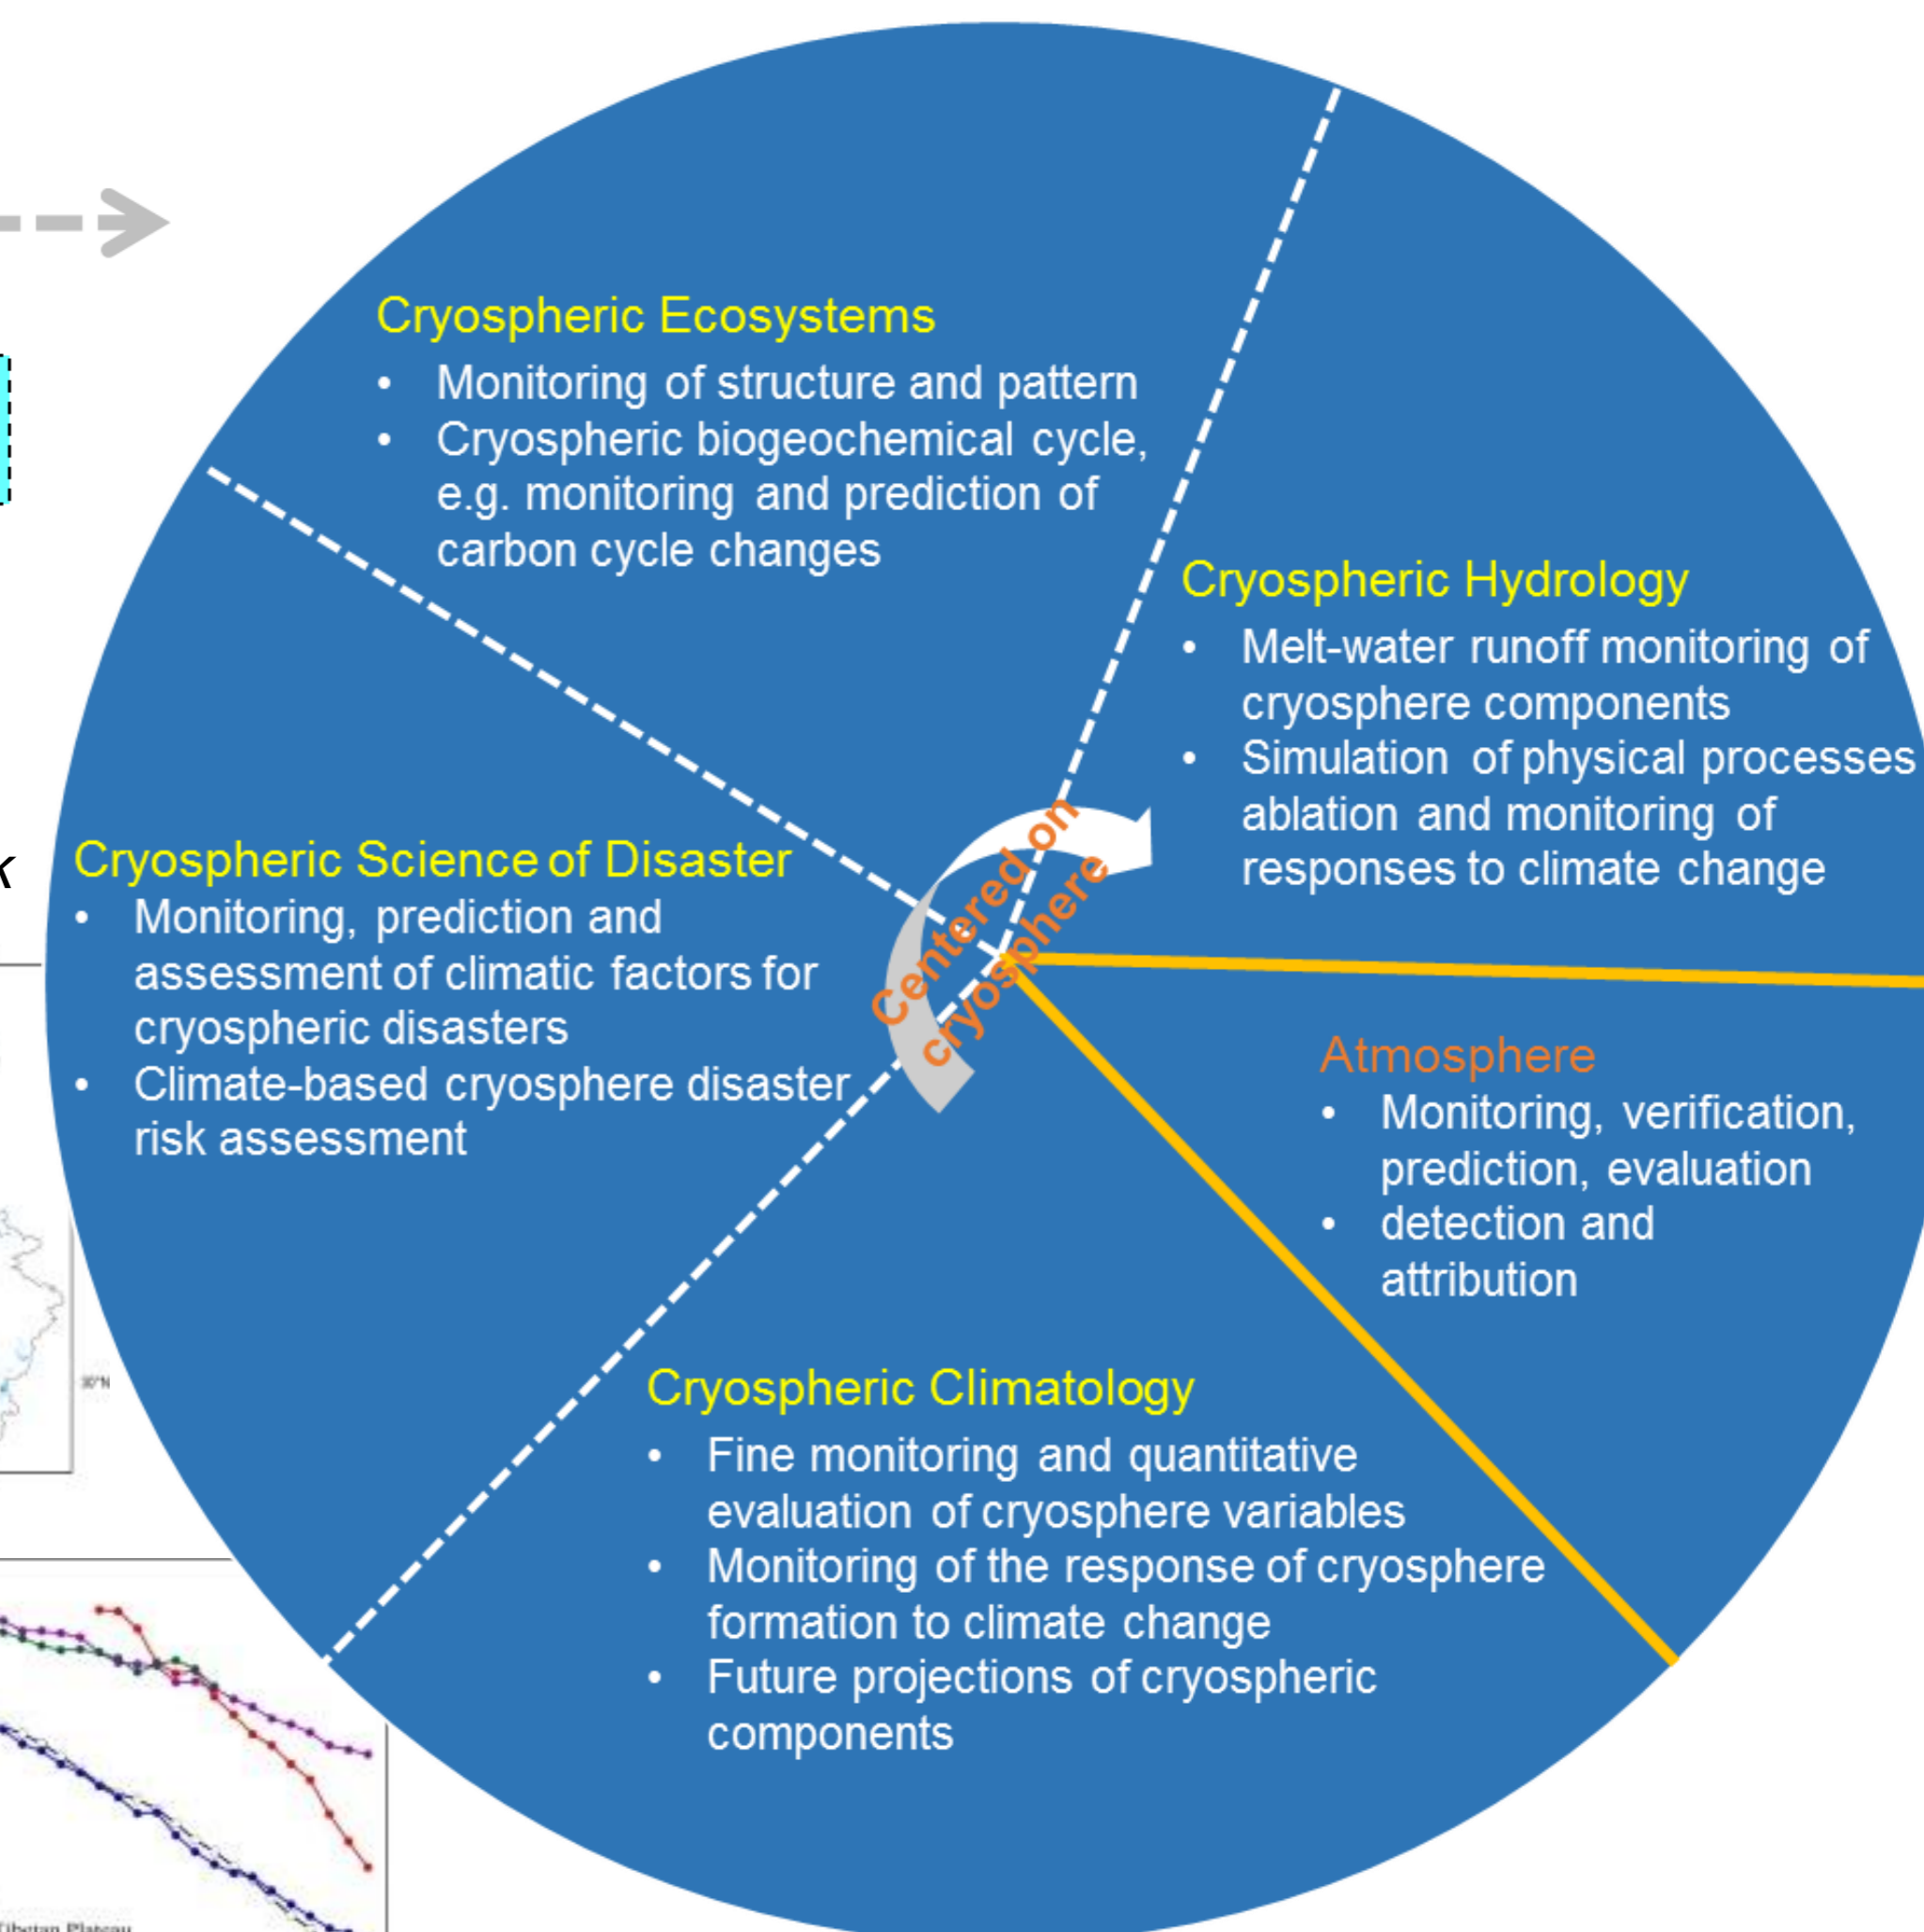 Cryospheric Ecosystems
• Monitoring of structure and pattern
• Cryospheric biogeochemical cycle,
e.g. monitoring and prediction of
carbon cycle changes
Cryospheric Hydrology
• Melt-water runoff monitoring of
cryosphere components
• Simulation of physical processes
ablation and monitoring of
responses to climate change
k
Cryospheric Science of Disaster
• Monitoring, prediction and
assessment of climatic factors for
cryospheric disasters
• Climate-based cryosphere disaster
risk assessment
Centered on
cryosphere
Atmosphere
• Monitoring, verification,
prediction, evaluation
• detection and
attribution
30°N
Cryospheric Climatology
• Fine monitoring and quantitative
evaluation of cryosphere variables
• Monitoring of the response of cryosphere
formation to climate change
• Future projections of cryospheric
components
Tibetan Plateau